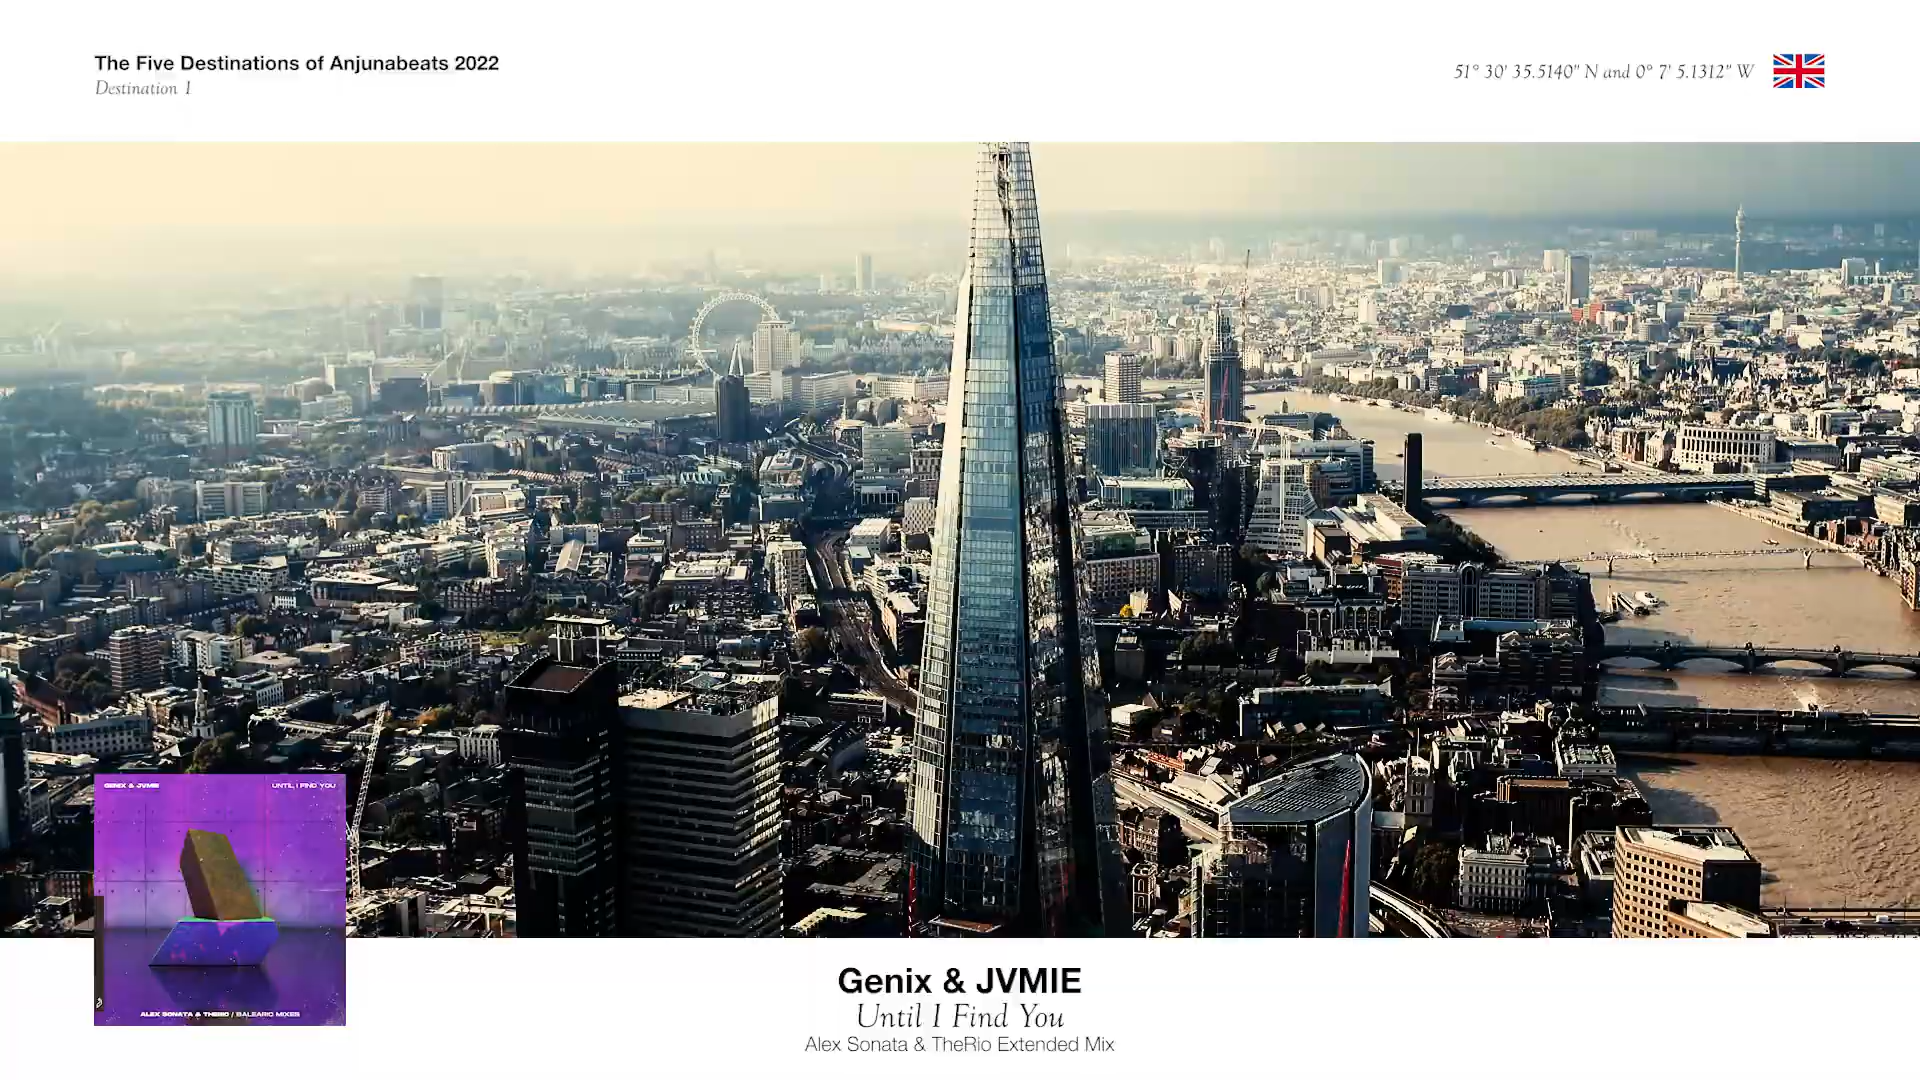 The Five Destinations of Anjunabeats 2022
Destination 1
51° 30' 35.5140" N and 0° 7' 5.1312" W
GENIX & JVMIE
UNTIL I FIND YOU
ALEX SONATA & THERIO / BALEARIC MIXES
Genix & JVMIE
Until I Find You
Alex Sonata & TheRio Extended Mix